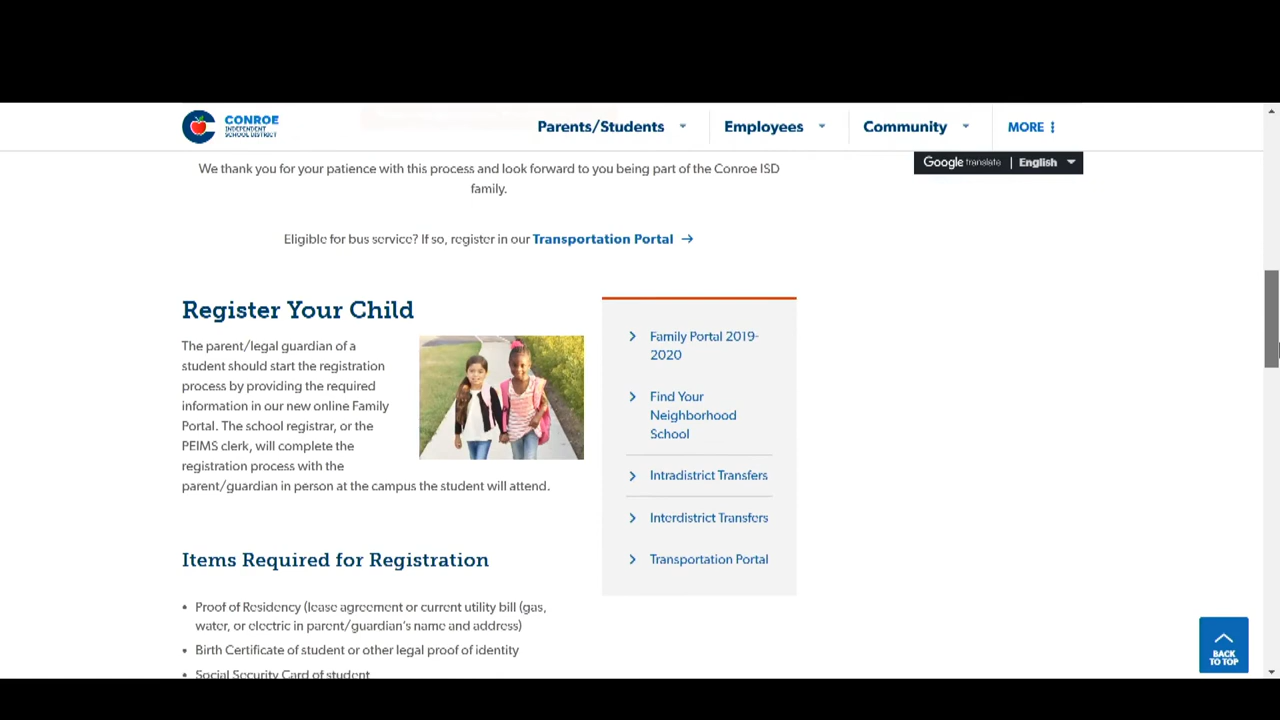 CONROE
INDEPENDENT
SCHOOL DISTRICT
Parents/Students
Employees
Community
MORE
Google translate | English
We thank you for your patience with this process and look forward to you being part of the Conroe ISD
family.
Eligible for bus service? If so, register in our Transportation Portal →
Register Your Child
The parent/legal guardian of a
student should start the registration
process by providing the required
information in our new online Family
Portal. The school registrar, or the
PEIMS clerk, will complete the
registration process with the
parent/guardian in person at the campus the student will attend.
Family Portal 2019-
2020
Find Your
Neighborhood
School
Intradistrict Transfers
Interdistrict Transfers
Transportation Portal
Items Required for Registration
• Proof of Residency (lease agreement or current utility bill (gas,
water, or electric in parent/guardian's name and address)
• Birth Certificate of student or other legal proof of identity
• Social Security Card of student
BACK
TO TOP